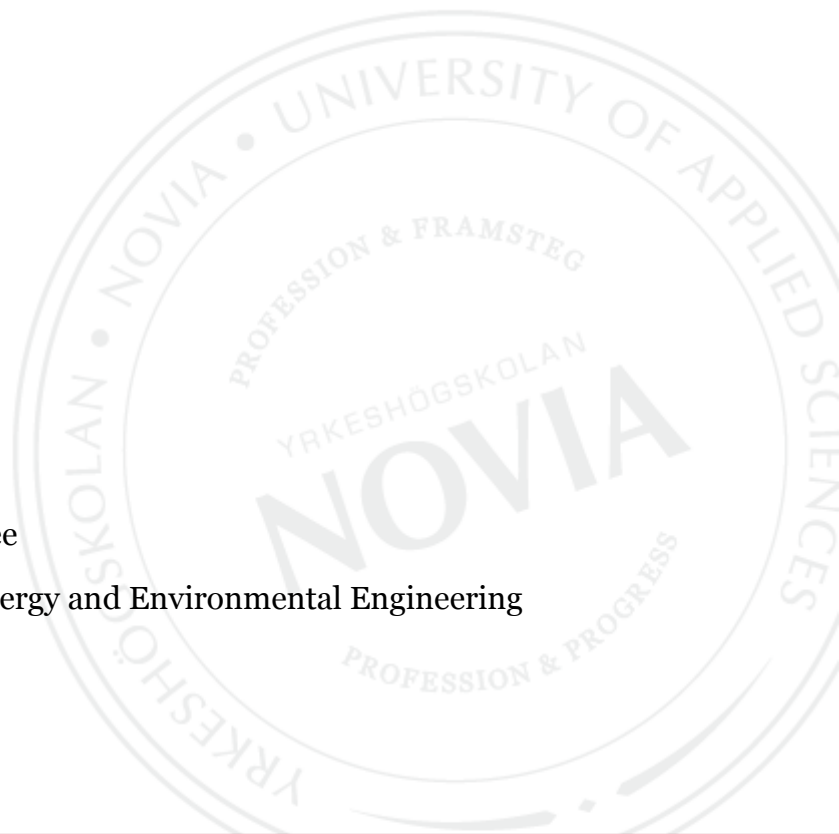 YRKESHÖGSKOLAN • NOVIA • UNIVERSITY OF APPLIED SCIENCES
PROFESSION & FRAMSTEG
YRKESHÖGSKOLAN
NOVIA
PROFESSION & PROGRESS
ee
ergy and Environmental Engineering